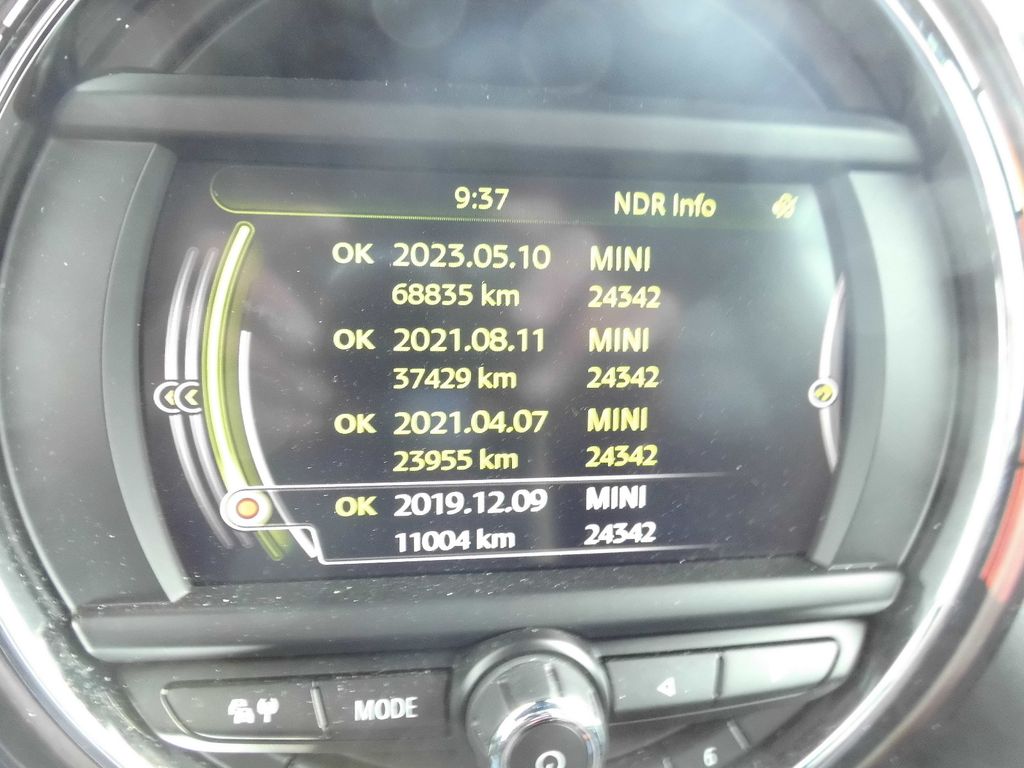 9:37 NDR Info
OK 2023.05.10 MINI
68835 km 24342
OK 2021.08.11 MINI
37429 km 24342
OK 2021.04.07 MINI
23955 km 24342
OK 2019.12.09 MINI
11004 km 24342
MODE
6